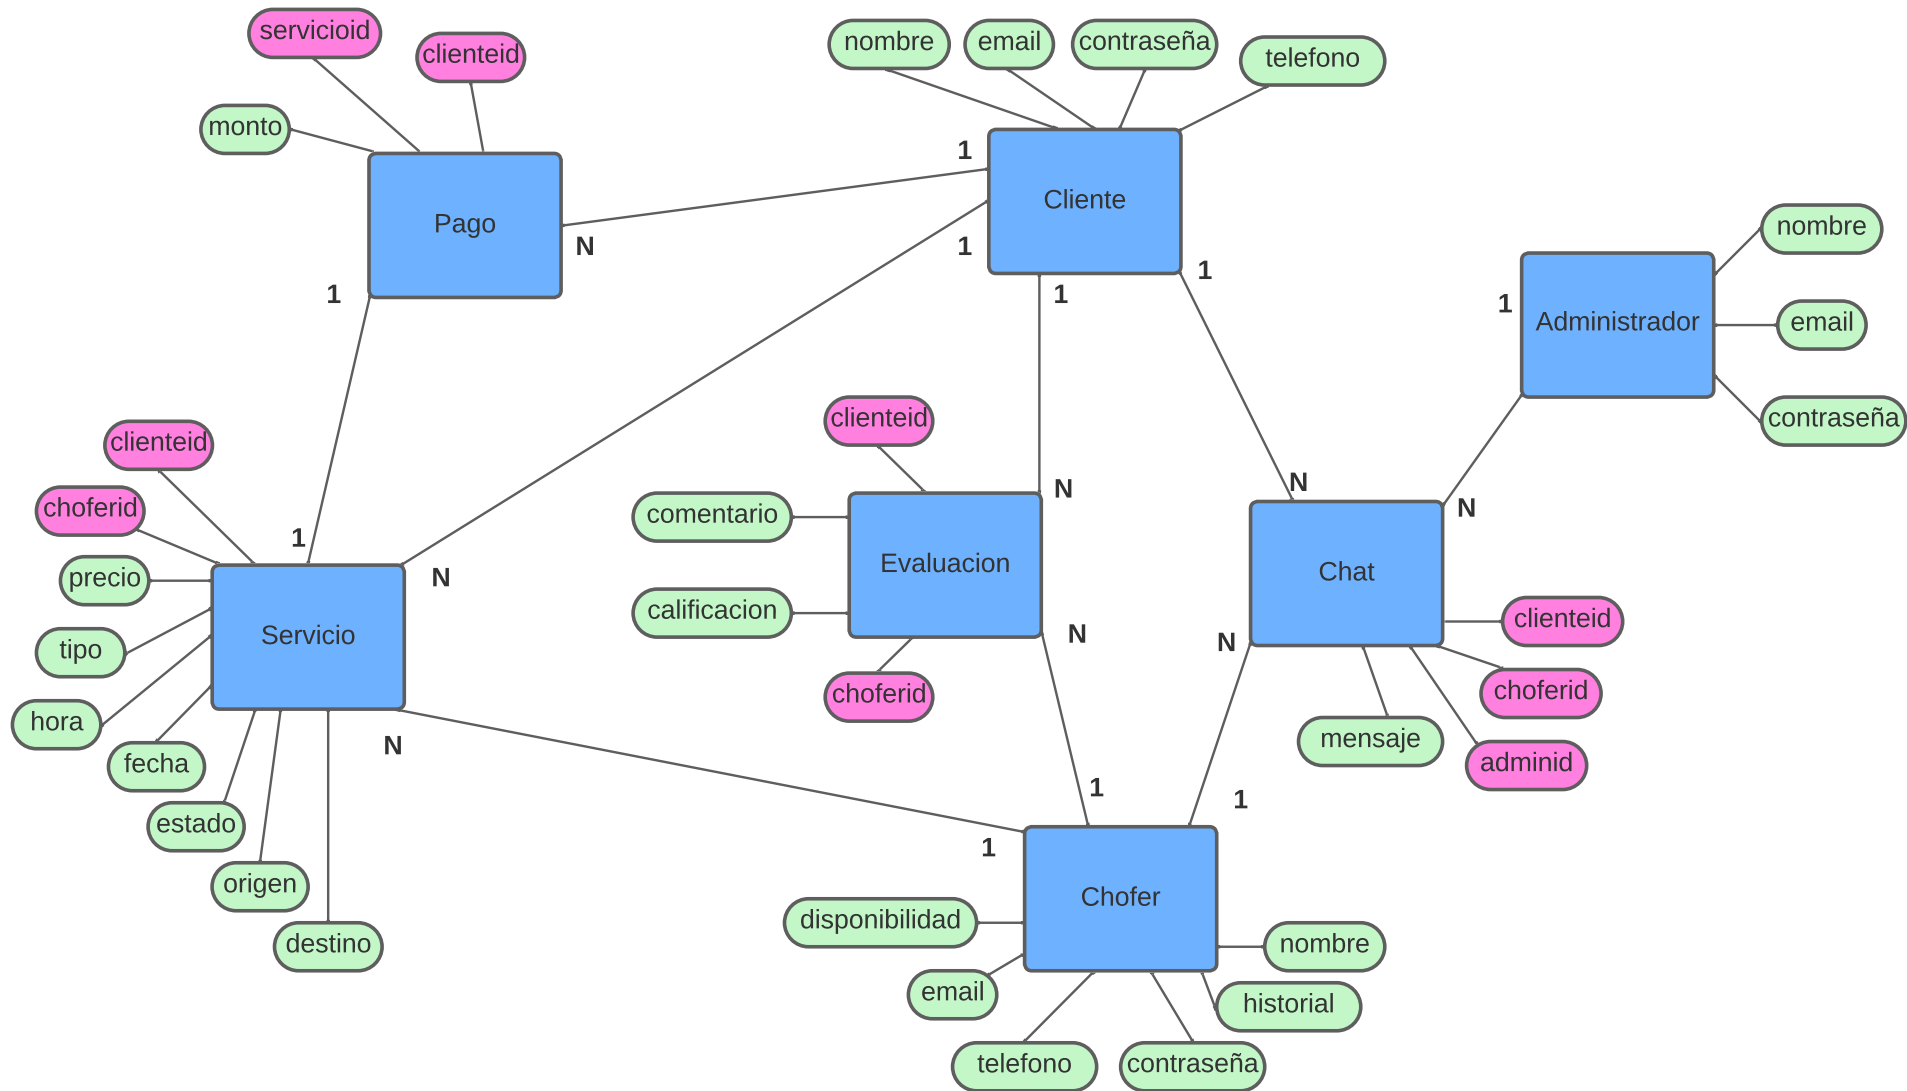 servicioid
clienteid
monto
nombre
email
contraseña
telefono
Pago
Cliente
1
N
1
1
1
1
nombre
Administrador
email
contraseña
1
clienteid
choferid
precio
tipo
hora
fecha
estado
origen
destino
Servicio
1
N
N
clienteid
comentario
Evaluacion
calificacion
choferid
N
N
N
N
N
Chat
clienteid
choferid
adminid
mensaje
1
1
1
Chofer
disponibilidad
email
telefono
contraseña
historial
nombre